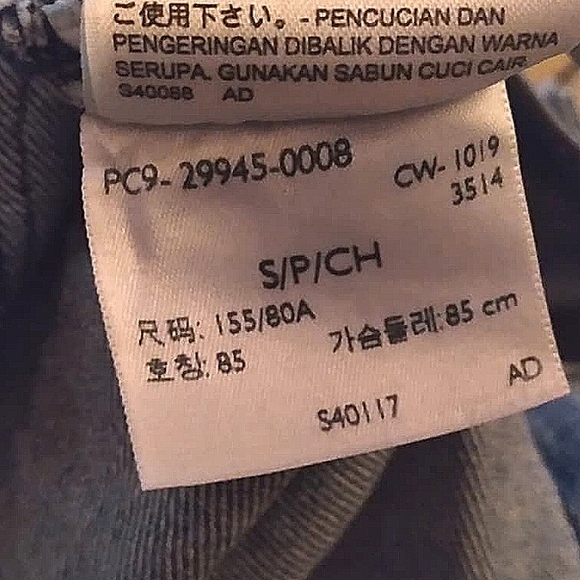 ご使用下さい。- PENCUCIAN DAN
PENGERINGAN DIBALIK DENGAN WARNA
SERUPA. GUNAKAN SABUN CUCI CAIR
S40088 AD
PC9- 29945-0008
CW- 1019
3514
S/P/CH
尺码: 155/80A
호칭: 85
가슴둘레:85 cm
AD
S40117